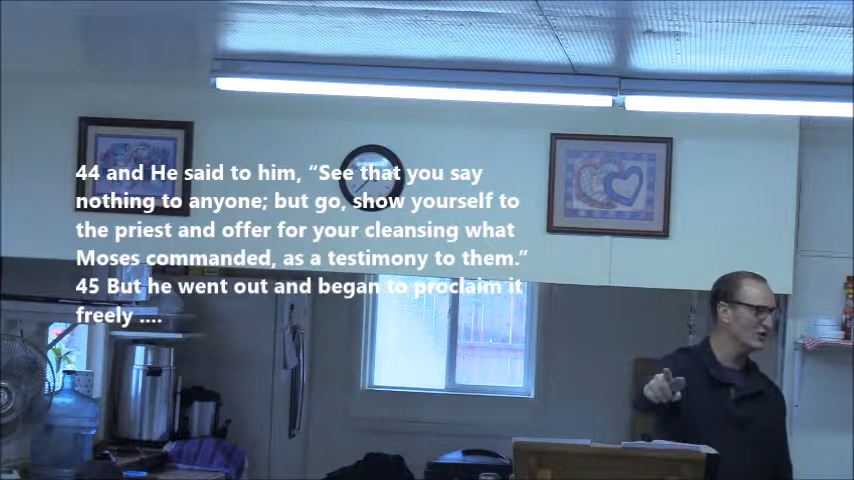 44 and He said to him, “See that you say
nothing to anyone; but go, show yourself to
the priest and offer for your cleansing what
Moses commanded, as a testimony to them.”
45 But he went out and began to proclaim it
freely ....